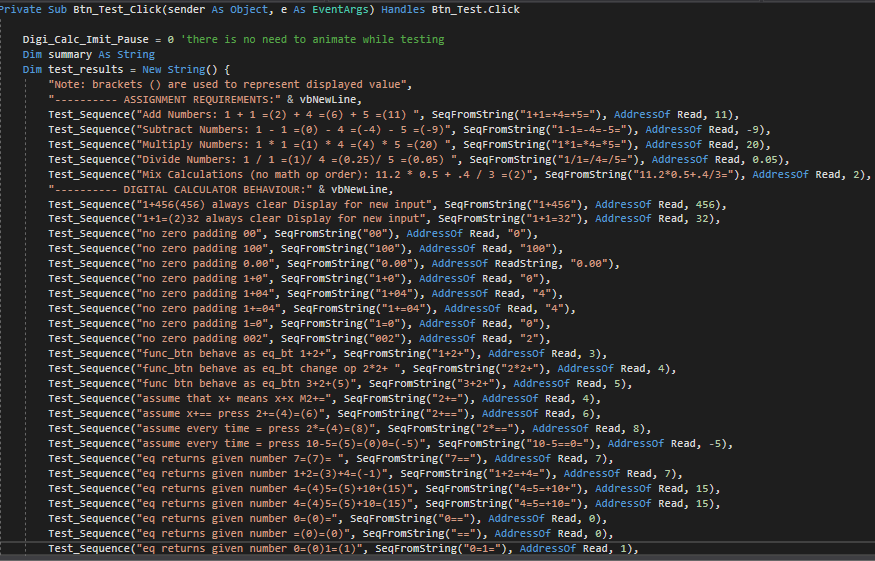 Private Sub Btn_Test_Click(sender As Object, e As EventArgs) Handles Btn_Test.Click
Digi_Calc_Imit_Pause = 0 'there is no need to animate while testing
Dim summary As String
Dim test_results = New String() {
"Note: brackets () are used to represent displayed value",
"---------- ASSIGNMENT REQUIREMENTS:" & vbNewLine,
Test_Sequence("Add Numbers: 1 + 1 =(2) + 4 =(6) + 5 =(11) ", SeqFromString("1+1=+4=+5="), AddressOf Read, 11),
Test_Sequence("Subtract Numbers: 1 - 1 =(0) - 4 =(-4) - 5 =(-9)", SeqFromString("1-1=-4=-5="), AddressOf Read, -9),
Test_Sequence("Multiply Numbers: 1 * 1 =(1) * 4 =(4) * 5 =(20) ", SeqFromString("1*1=*4=*5="), AddressOf Read, 20),
Test_Sequence("Divide Numbers: 1 / 1 =(1)/ 4 =(0.25)/ 5 =(0.05) ", SeqFromString("1/1=/4=/5="), AddressOf Read, 0.05),
Test_Sequence("Mix Calculations (no math op order): 11.2 * 0.5 + .4 / 3 =(2)", SeqFromString("11.2*0.5+.4/3="), AddressOf Read, 2),
"---------- DIGITAL CALCULATOR BEHAVIOUR:" & vbNewLine,
Test_Sequence("1+456(456) always clear Display for new input", SeqFromString("1+456"), AddressOf Read, 456),
Test_Sequence("1+1=(2)32 always clear Display for new input", SeqFromString("1+1=32"), AddressOf Read, 32),
Test_Sequence("no zero padding 00", SeqFromString("00"), AddressOf Read, "0"),
Test_Sequence("no zero padding 100", SeqFromString("100"), AddressOf Read, "100"),
Test_Sequence("no zero padding 0.00", SeqFromString("0.00"), AddressOf ReadString, "0.00"),
Test_Sequence("no zero padding 1+0", SeqFromString("1+0"), AddressOf Read, "0"),
Test_Sequence("no zero padding 1+04", SeqFromString("1+04"), AddressOf Read, "4"),
Test_Sequence("no zero padding 1+=04", SeqFromString("1+=04"), AddressOf Read, "4"),
Test_Sequence("no zero padding 1=0", SeqFromString("1=0"), AddressOf Read, "0"),
Test_Sequence("no zero padding 002", SeqFromString("002"), AddressOf Read, "2"),
Test_Sequence("func_btn behave as eq_bt 1+2+", SeqFromString("1+2+"), AddressOf Read, 3),
Test_Sequence("func_btn behave as eq_bt change op 2*2+ ", SeqFromString("2*2+"), AddressOf Read, 4),
Test_Sequence("func btn behave as eq_btn 3+2+(5)", SeqFromString("3+2+"), AddressOf Read, 5),
Test_Sequence("assume that x+ means x+x M2+=", SeqFromString("2+="), AddressOf Read, 4),
Test_Sequence("assume x+== press 2+=(4)=(6)", SeqFromString("2+=="), AddressOf Read, 6),
Test_Sequence("assume every time = press 2*=(4)=(8)", SeqFromString("2*=="), AddressOf Read, 8),
Test_Sequence("assume every time = press 10-5=(5)=(0)0=(-5)", SeqFromString("10-5==0="), AddressOf Read, -5),
Test_Sequence("eq returns given number 7=(7)= ", SeqFromString("7=="), AddressOf Read, 7),
Test_Sequence("eq returns given number 1+2=(3)+4=(-1)", SeqFromString("1+2=+4="), AddressOf Read, 7),
Test_Sequence("eq returns given number 4=(4)5=(5)+10+(15)", SeqFromString("4=5=+10+"), AddressOf Read, 15),
Test_Sequence("eq returns given number 4=(4)5=(5)+10=(15)", SeqFromString("4=5=+10="), AddressOf Read, 15),
Test_Sequence("eq returns given number 0=(0)=", SeqFromString("0=="), AddressOf Read, 0),
Test_Sequence("eq returns given number =(0)=(0)", SeqFromString("=="), AddressOf Read, 0),
Test_Sequence("eq returns given number 0=(0)1=(1)", SeqFromString("0=1="), AddressOf Read, 1),